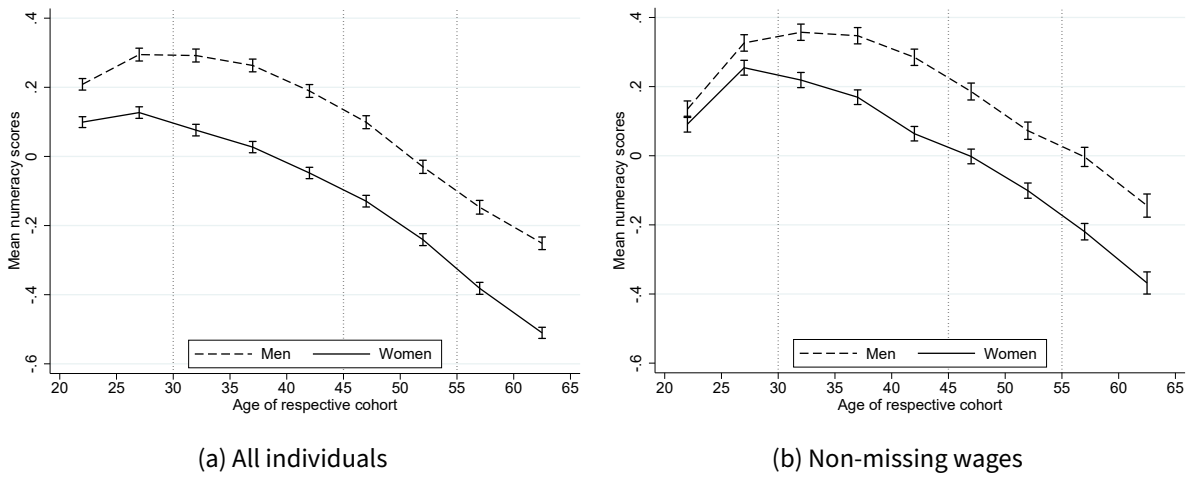 Mean numeracy scores
.4
.2
0
-.2
-.4
-.6
Men Women
20 25 30 35 40 45 50 55 60 65
Age of respective cohort
(a) All individuals
Mean numeracy scores
.4
.2
0
-.2
-.4
-.6
Men Women
20 25 30 35 40 45 50 55 60 65
Age of respective cohort
(b) Non-missing wages